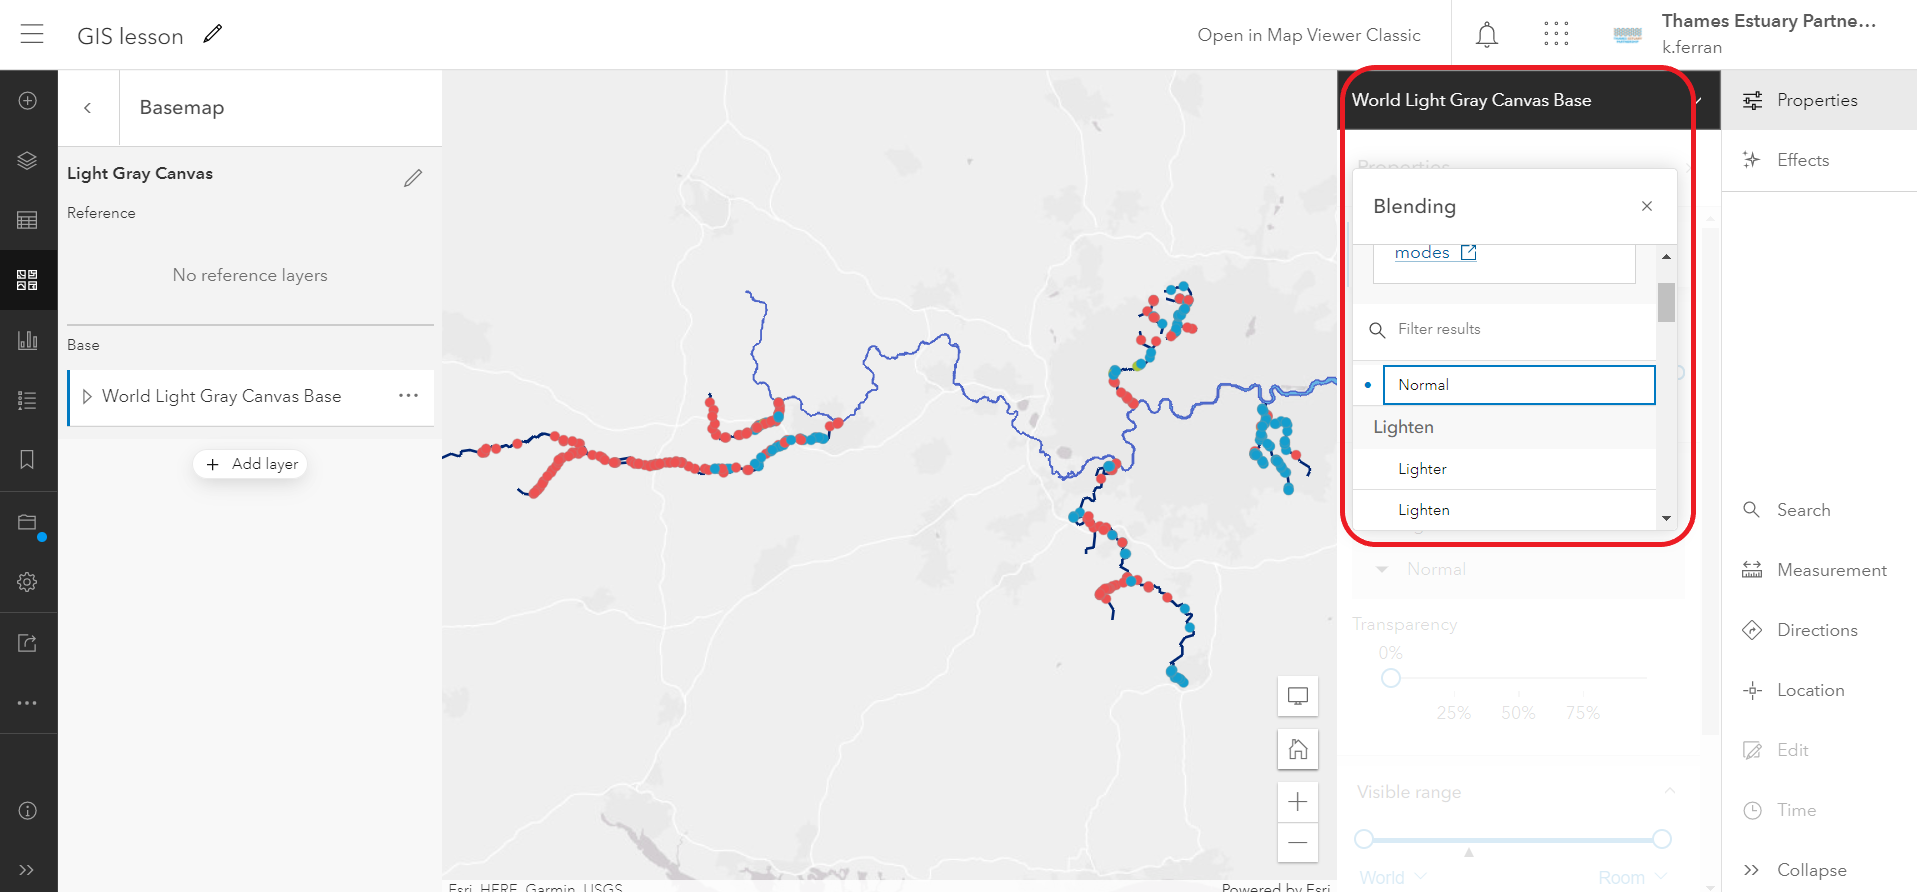 GIS lesson
Open in Map Viewer Classic
Thames Estuary Partne...
k.ferran
Basemap
Light Gray Canvas
Reference
No reference layers
Base
World Light Gray Canvas Base
Add layer
Esri, HERE, Garmin, USGS
Powered by Esri
World Light Gray Canvas Base
Properties
Blending
modes
Filter results
Normal
Lighten
Lighter
Lighten
Normal
Transparency
0%
25% 50% 75%
Visible range
World
Room
Properties
Effects
Search
Measurement
Directions
Location
Edit
Time
Collapse